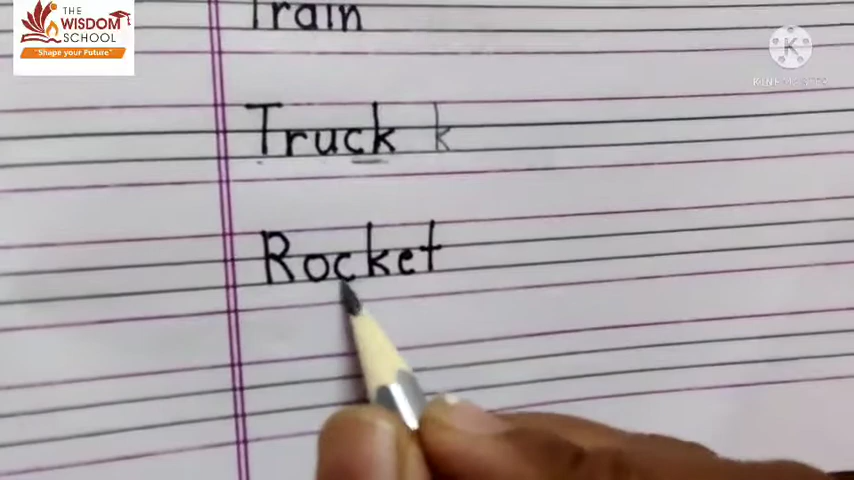 THE
WISDOM
SCHOOL
"Shape your Future"
K
Train
Truck k
Rocket